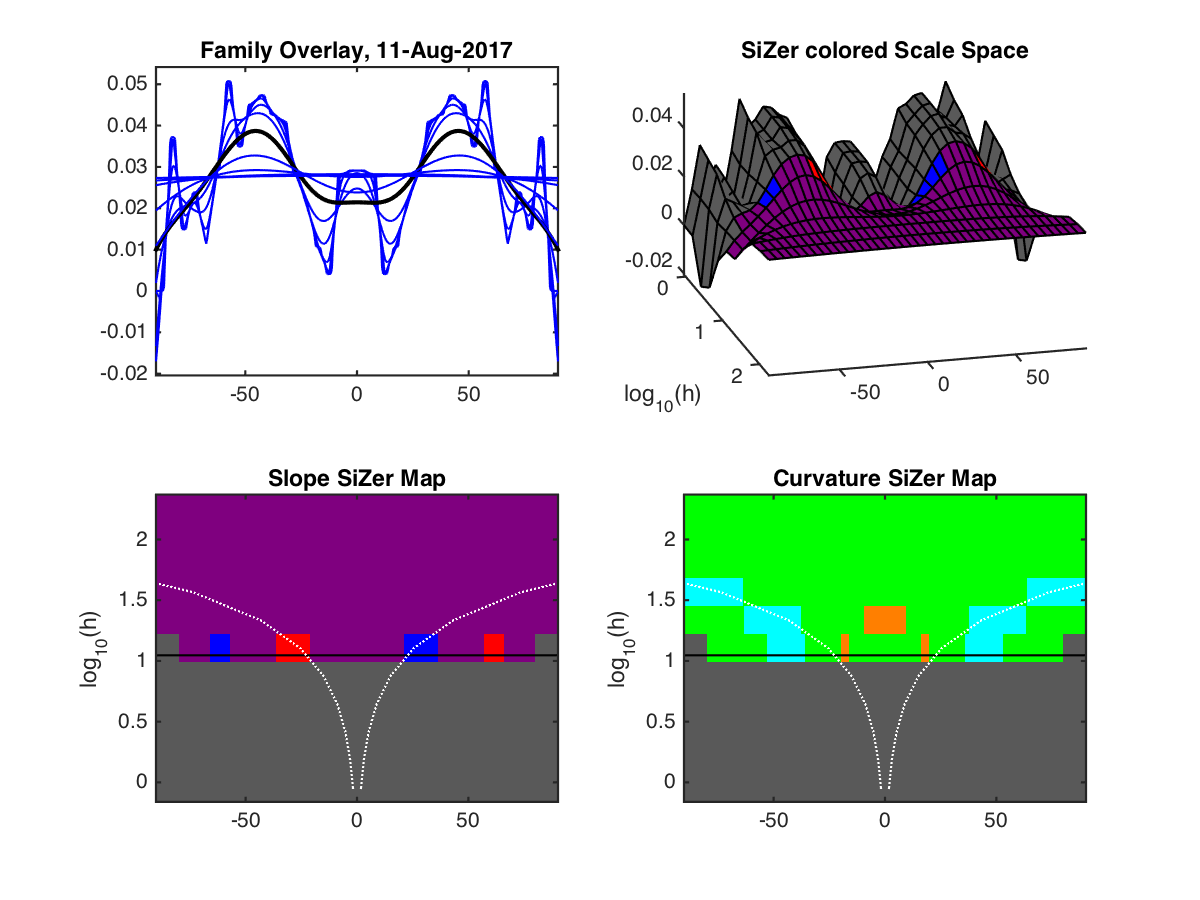 Family Overlay, 11-Aug-2017
0.05
0.04
0.03
0.02
0.01
0
-0.01
-0.02
-50 0 50
SiZer colored Scale Space
0.04
0.02
0
-0.02
0
1
2
log10(h)
-50 0 50
Slope SiZer Map
2
1.5
1
0.5
0
log10(h)
-50 0 50
Curvature SiZer Map
2
1.5
1
0.5
0
log10(h)
-50 0 50